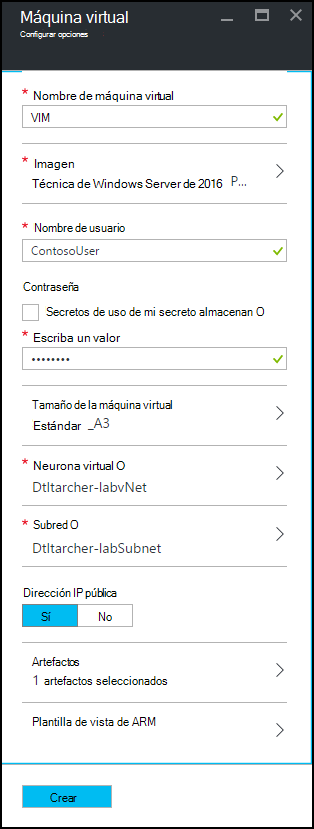 Máquina virtual
Configurar opciones
* Nombre de máquina virtual
VIM
* Imagen
Técnica de Windows Server de 2016 P...
* Nombre de usuario
ContosoUser
Contraseña
Secretos de uso de mi secreto almacenan O
* Escriba un valor
••••••••
Tamaño de la máquina virtual
Estándar _A3
* Neurona virtual O
Dtltarcher-labvNet
* Subred O
Dtltarcher-labSubnet
Dirección IP pública
Sí No
Artefactos
1 artefactos seleccionados
Plantilla de vista de ARM
Crear